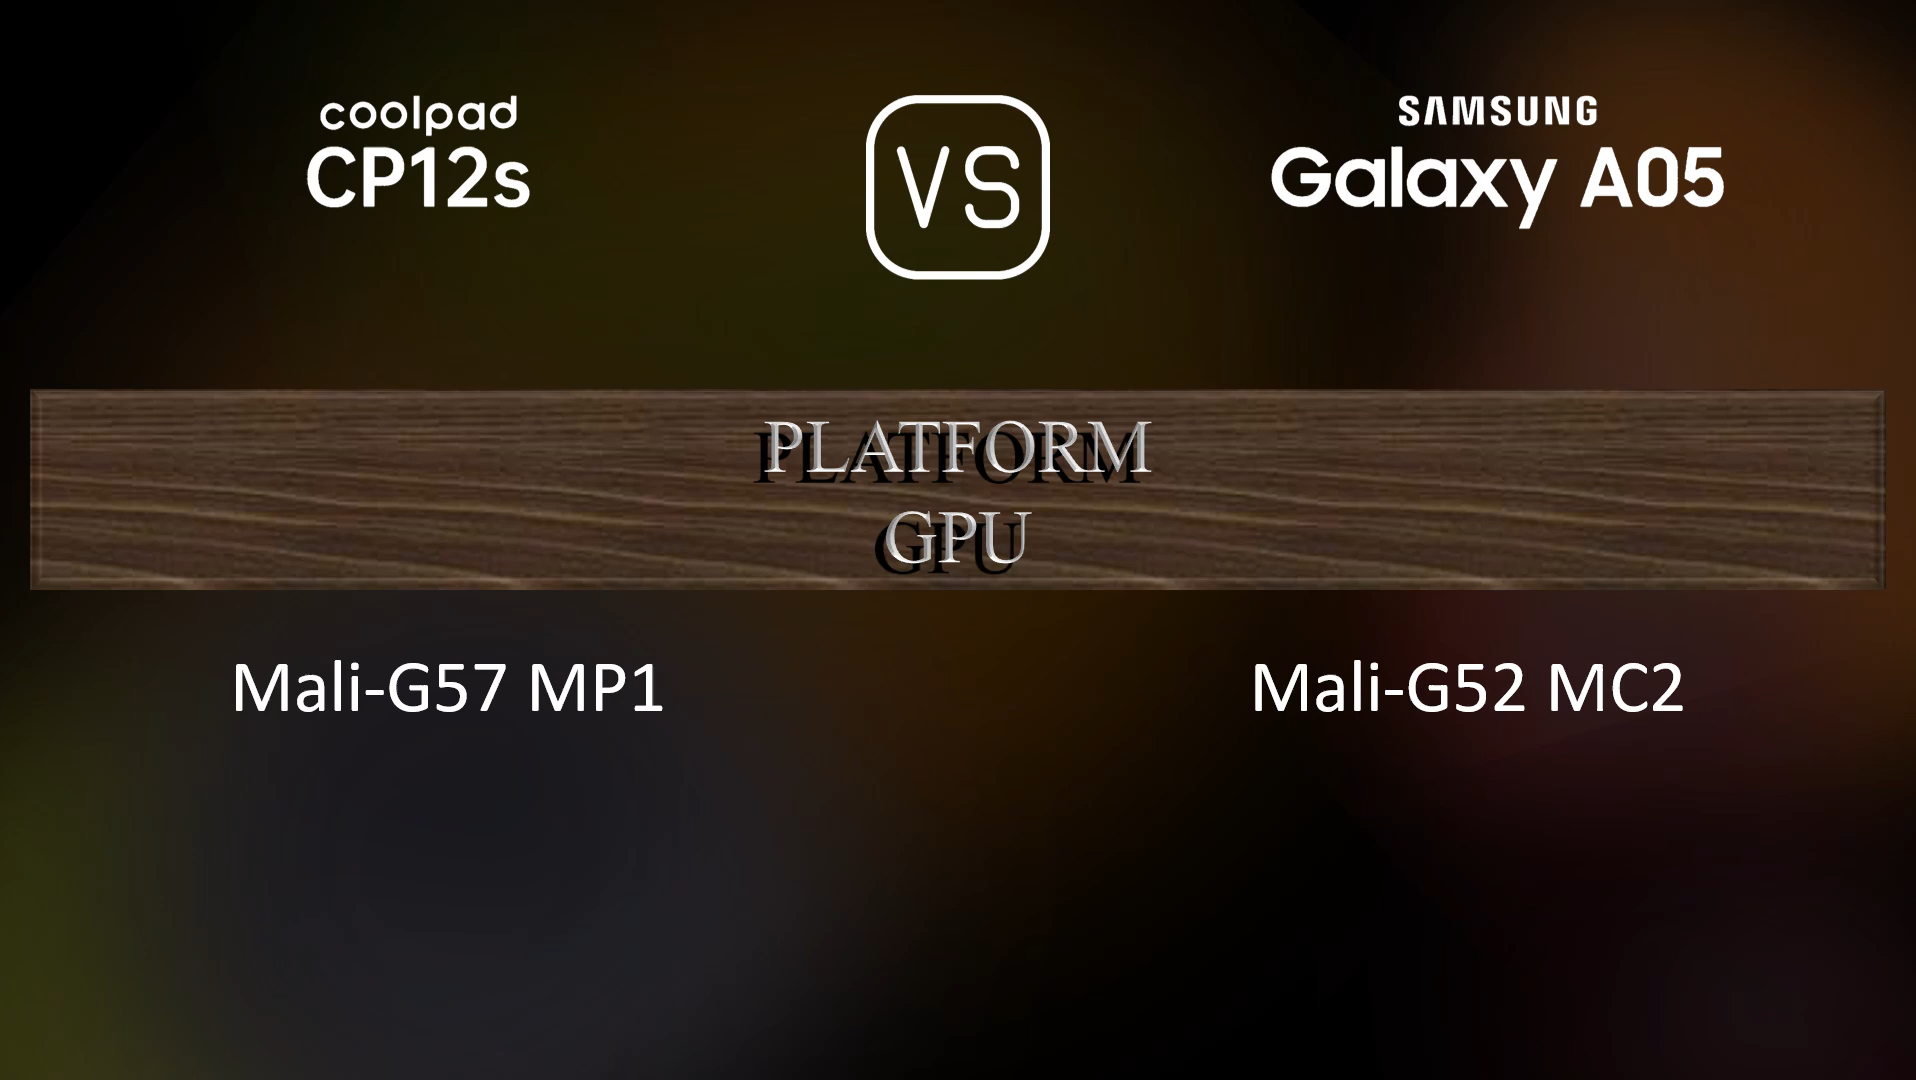 coolpad
CP12s
VS
SAMSUNG
Galaxy A05
PLATFORM
GPU
Mali-G57 MP1
Mali-G52 MC2